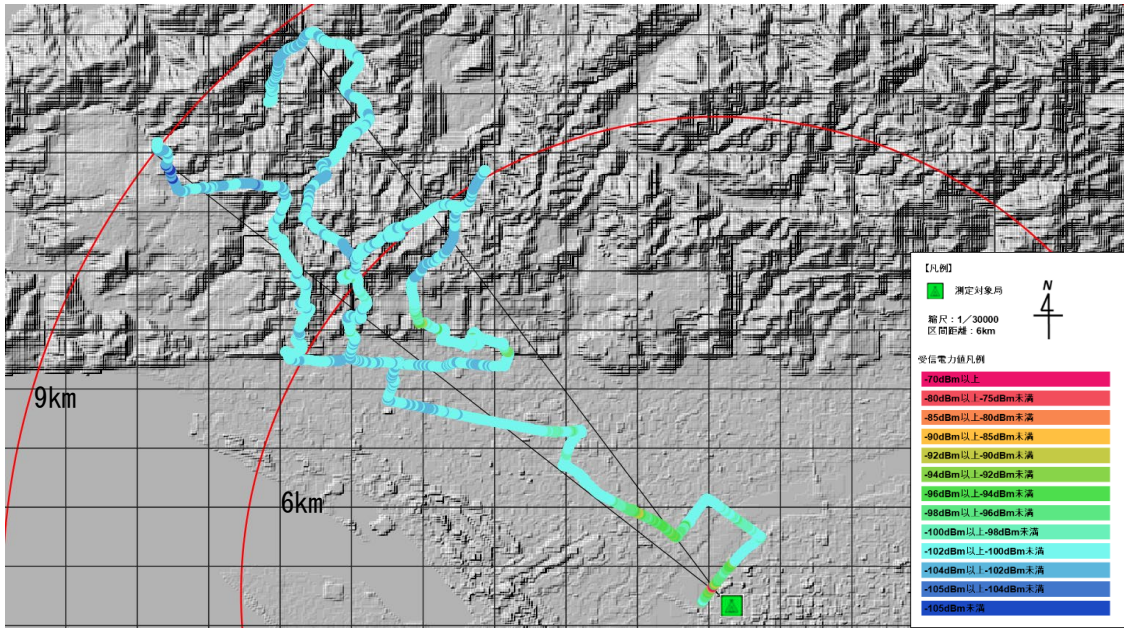 【凡例】
測定対象局
N
縮尺:1/30000
区間距離:6km
受信電力値凡例
-70dBm以上
-80dBm以上-75dBm未満
-85dBm以上-80dBm未満
-90dBm以上-85dBm未満
-92dBm以上-90dBm未満
-94dBm以上-92dBm未満
-96dBm以上-94dBm未満
-98dBm以上-96dBm未満
-100dBm以上-98dBm未満
-102dBm以上-100dBm未満
-104dBm以上-102dBm未満
-105dBm以上-104dBm未満
-105dBm未満
9km
6km